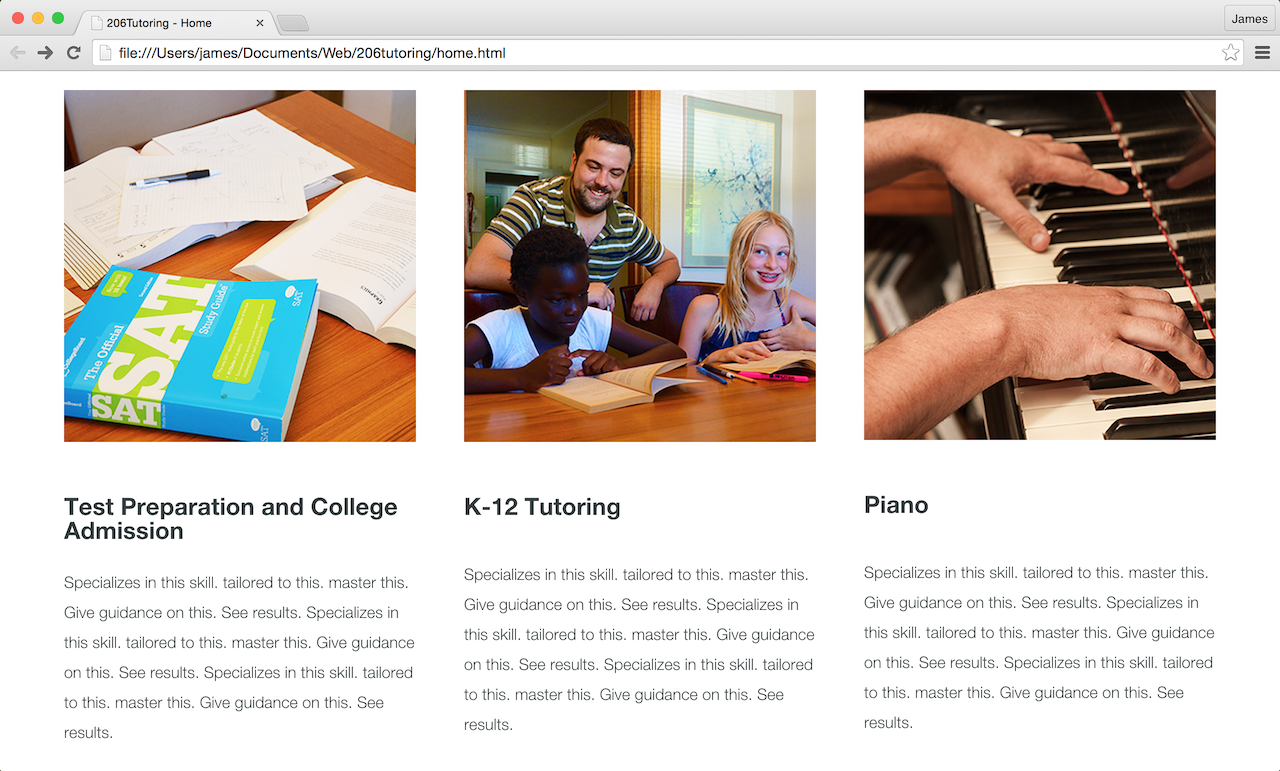 206Tutoring - Home
James
file:///Users/james/Documents/Web/206tutoring/home.html
The Official
SAT
Study Guide
SAT
SAT
GRAPHICS
Test Preparation and College
Admission
Specializes in this skill. tailored to this. master this.
Give guidance on this. See results. Specializes in
this skill. tailored to this. master this. Give guidance
on this. See results. Specializes in this skill. tailored
to this. master this. Give guidance on this. See
results.
K-12 Tutoring
Specializes in this skill. tailored to this. master this.
Give guidance on this. See results. Specializes in
this skill. tailored to this. master this. Give guidance
on this. See results. Specializes in this skill. tailored
to this. master this. Give guidance on this. See
results.
Piano
Specializes in this skill. tailored to this. master this.
Give guidance on this. See results. Specializes in
this skill. tailored to this. master this. Give guidance
on this. See results. Specializes in this skill. tailored
to this. master this. Give guidance on this. See
results.